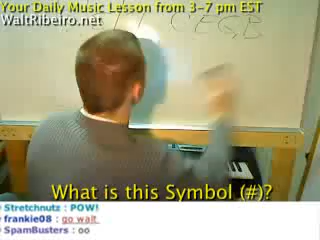 Your Daily Music Lesson from 3-7 pm EST
WaltRibeiro.net
CEGB
What is this Symbol (#)?
Stretchnutz : POW!
frankie08 : go walt
SpamBusters : oo